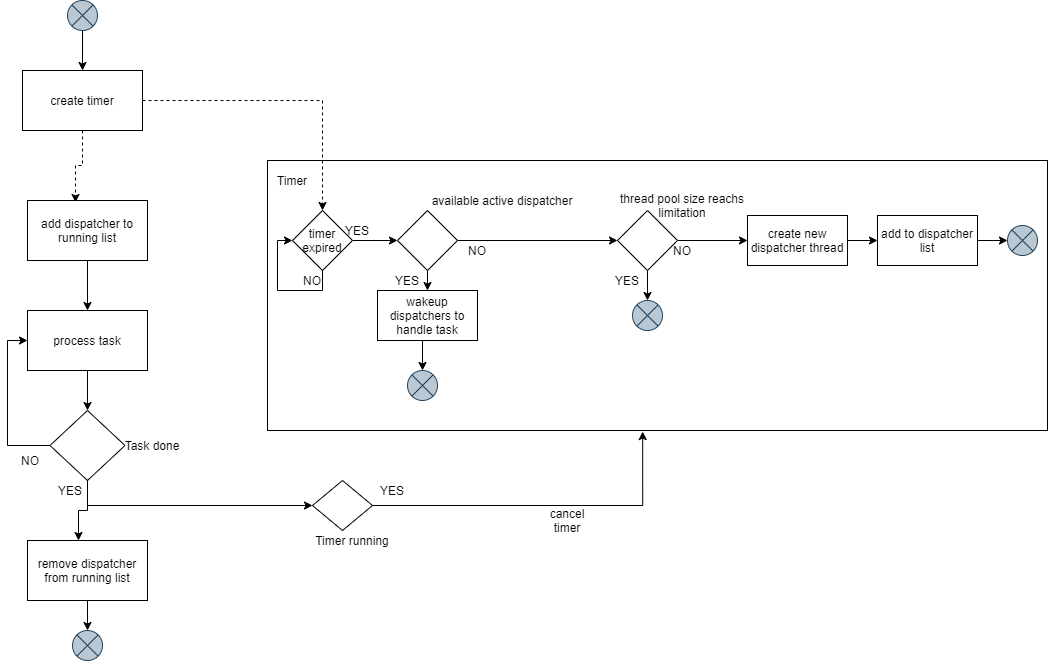 create timer
Timer
add dispatcher to
running list
timer
expired
YES
NO
available active dispatcher
NO
YES
wakeup
dispatchers to
handle task
thread pool size reachs
limitation
NO
YES
create new
dispatcher thread
add to dispatcher
list
process task
Task done
NO
YES
YES
Timer running
cancel
timer
remove dispatcher
from running list